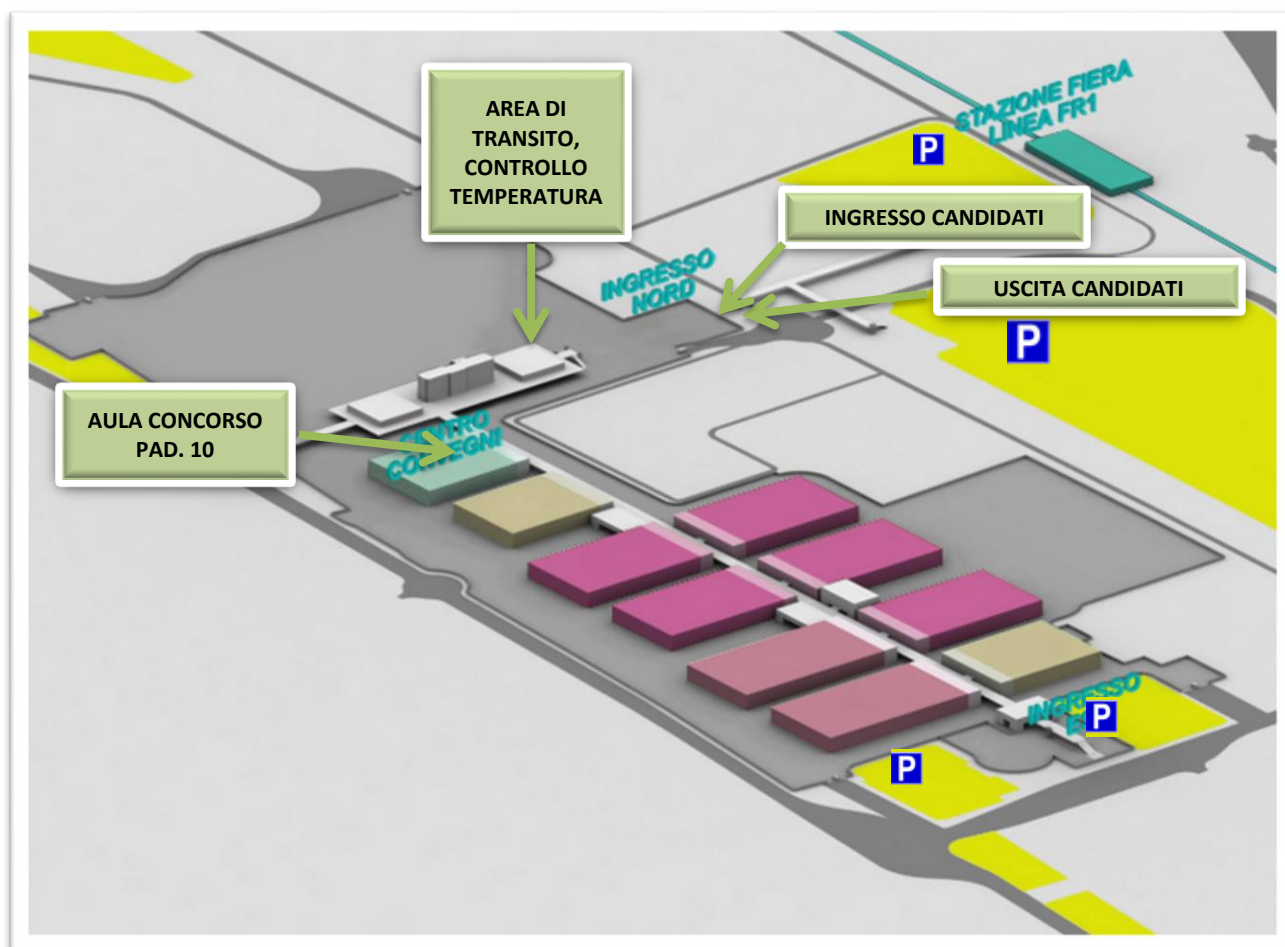 AREA DI
TRANSITO,
CONTROLLO
TEMPERATURA
STAZIONE FIERA
LINEA FR1
P
INGRESSO CANDIDATI
INGRESSO
NORD
USCITA CANDIDATI
P
AULA CONCORSO
PAD. 10
CENTRO
CONVEGNI
INGRESSO
P
P